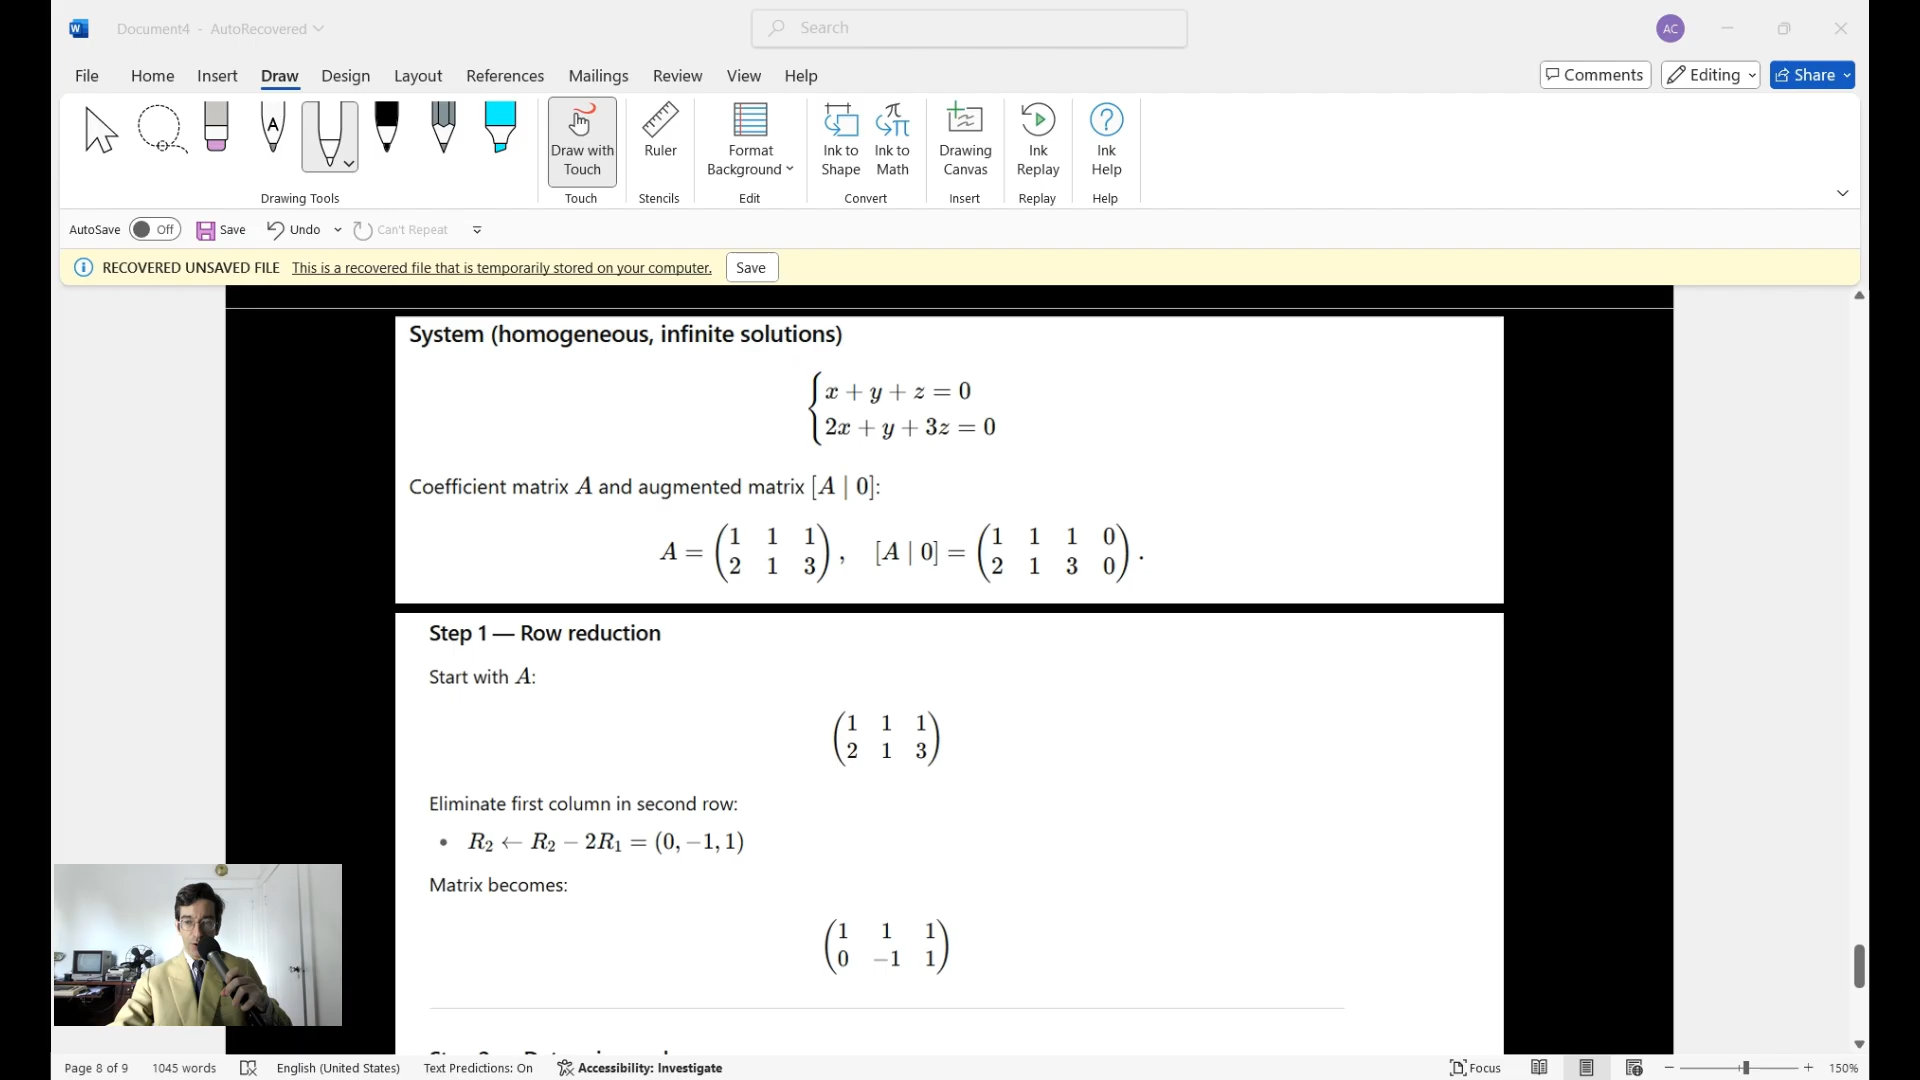 Document4 - AutoRecovered
Search
AC
File Home Insert Draw Design Layout References Mailings Review View Help
Comments Editing Share
Draw with Touch
Ruler
Format Background
Ink to Shape
Ink to Math
Drawing Canvas
Ink Replay
Ink Help
Drawing Tools Touch Stencils Edit Convert Insert Replay Help
AutoSave Off Save Undo Can't Repeat
RECOVERED UNSAVED FILE This is a recovered file that is temporarily stored on your computer. Save
System (homogeneous, infinite solutions)
x + y + z = 0
2x + y + 3z = 0
Coefficient matrix A and augmented matrix [A | 0]:
A = (1 1 1
2 1 3), [A | 0] = (1 1 1 0
2 1 3 0).
Step 1 — Row reduction
Start with A:
(1 1 1
2 1 3)
Eliminate first column in second row:
• R₂ ← R₂ − 2R₁ = (0, −1, 1)
Matrix becomes:
(1 1 1
0 −1 1)
Page 8 of 9 1045 words English (United States) Text Predictions: On Accessibility: Investigate Focus 150%